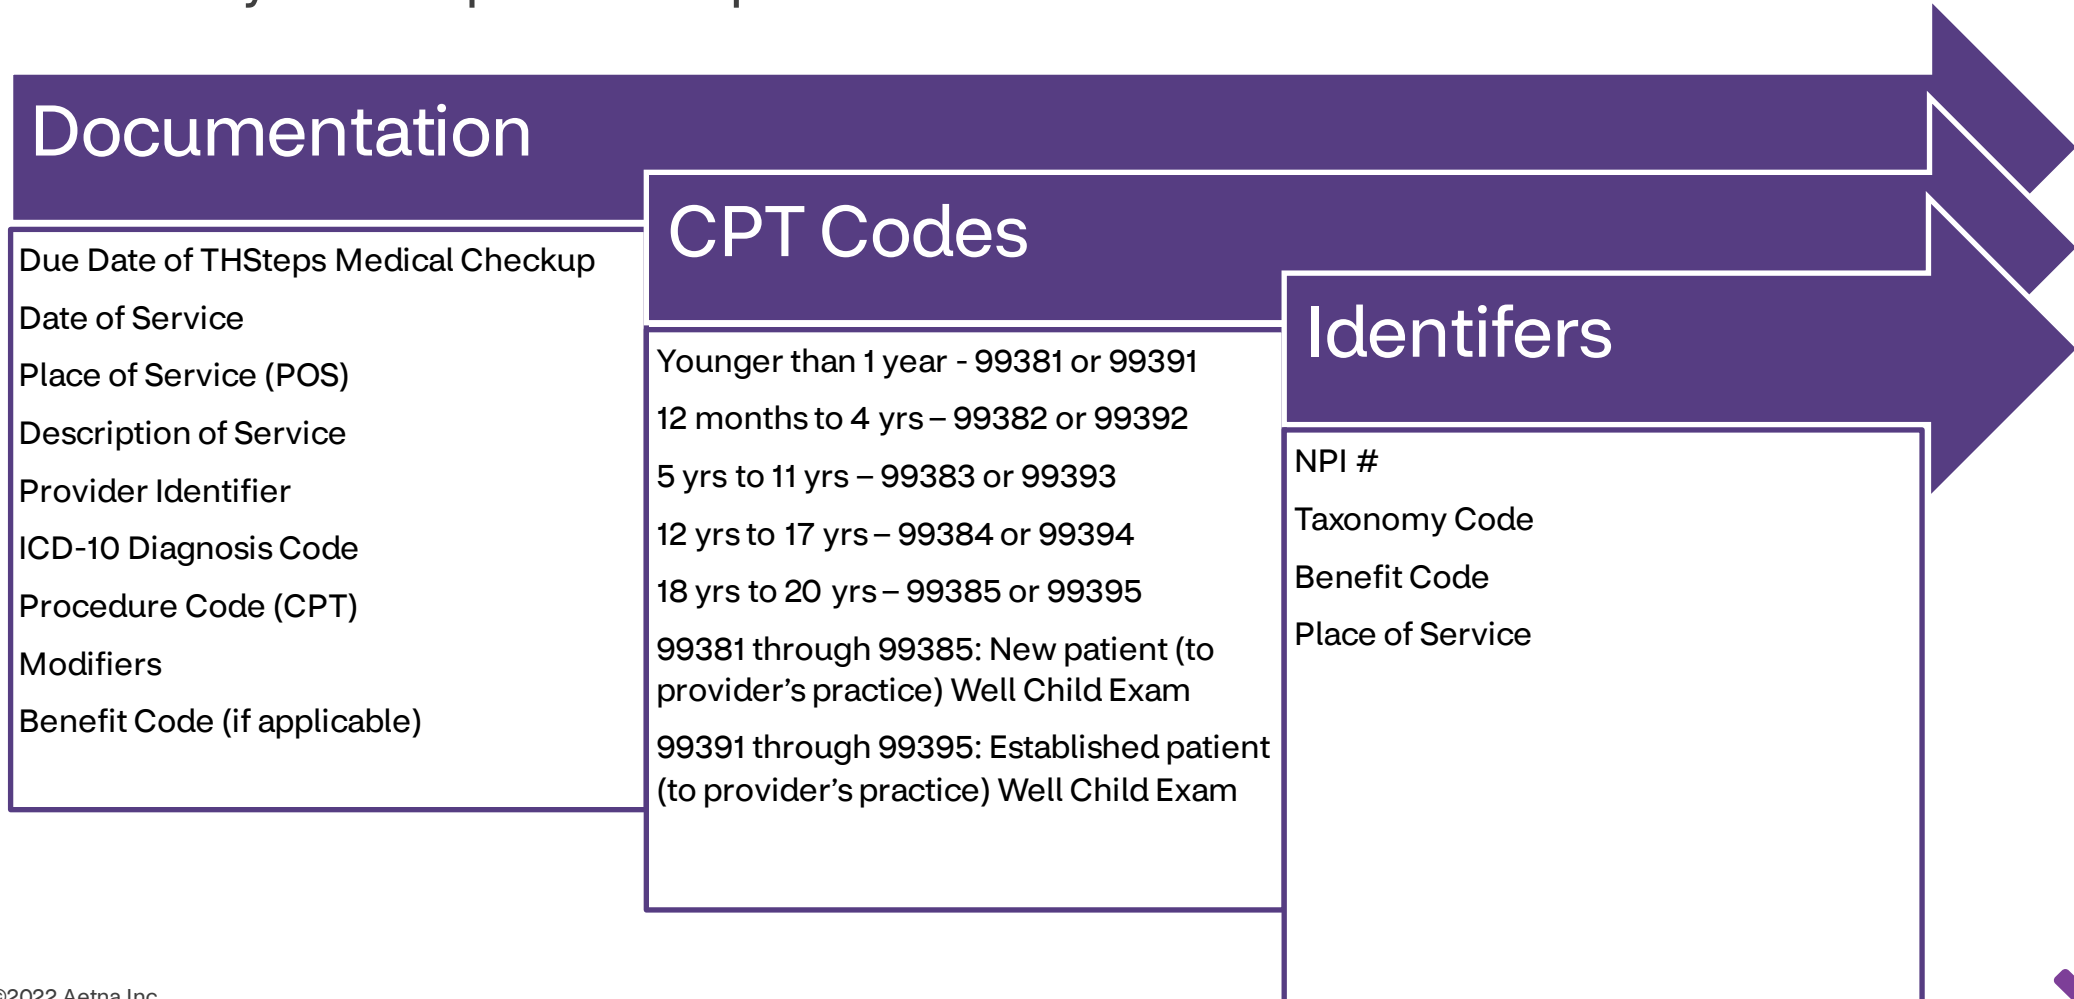 Documentation
Due Date of THSteps Medical Checkup
Date of Service
Place of Service (POS)
Description of Service
Provider Identifier
ICD-10 Diagnosis Code
Procedure Code (CPT)
Modifiers
Benefit Code (if applicable)
CPT Codes
Younger than 1 year - 99381 or 99391
12 months to 4 yrs – 99382 or 99392
5 yrs to 11 yrs – 99383 or 99393
12 yrs to 17 yrs – 99384 or 99394
18 yrs to 20 yrs – 99385 or 99395
99381 through 99385: New patient (to
provider’s practice) Well Child Exam
99391 through 99395: Established patient
(to provider’s practice) Well Child Exam
Identifers
NPI #
Taxonomy Code
Benefit Code
Place of Service
©2022 Aetna Inc